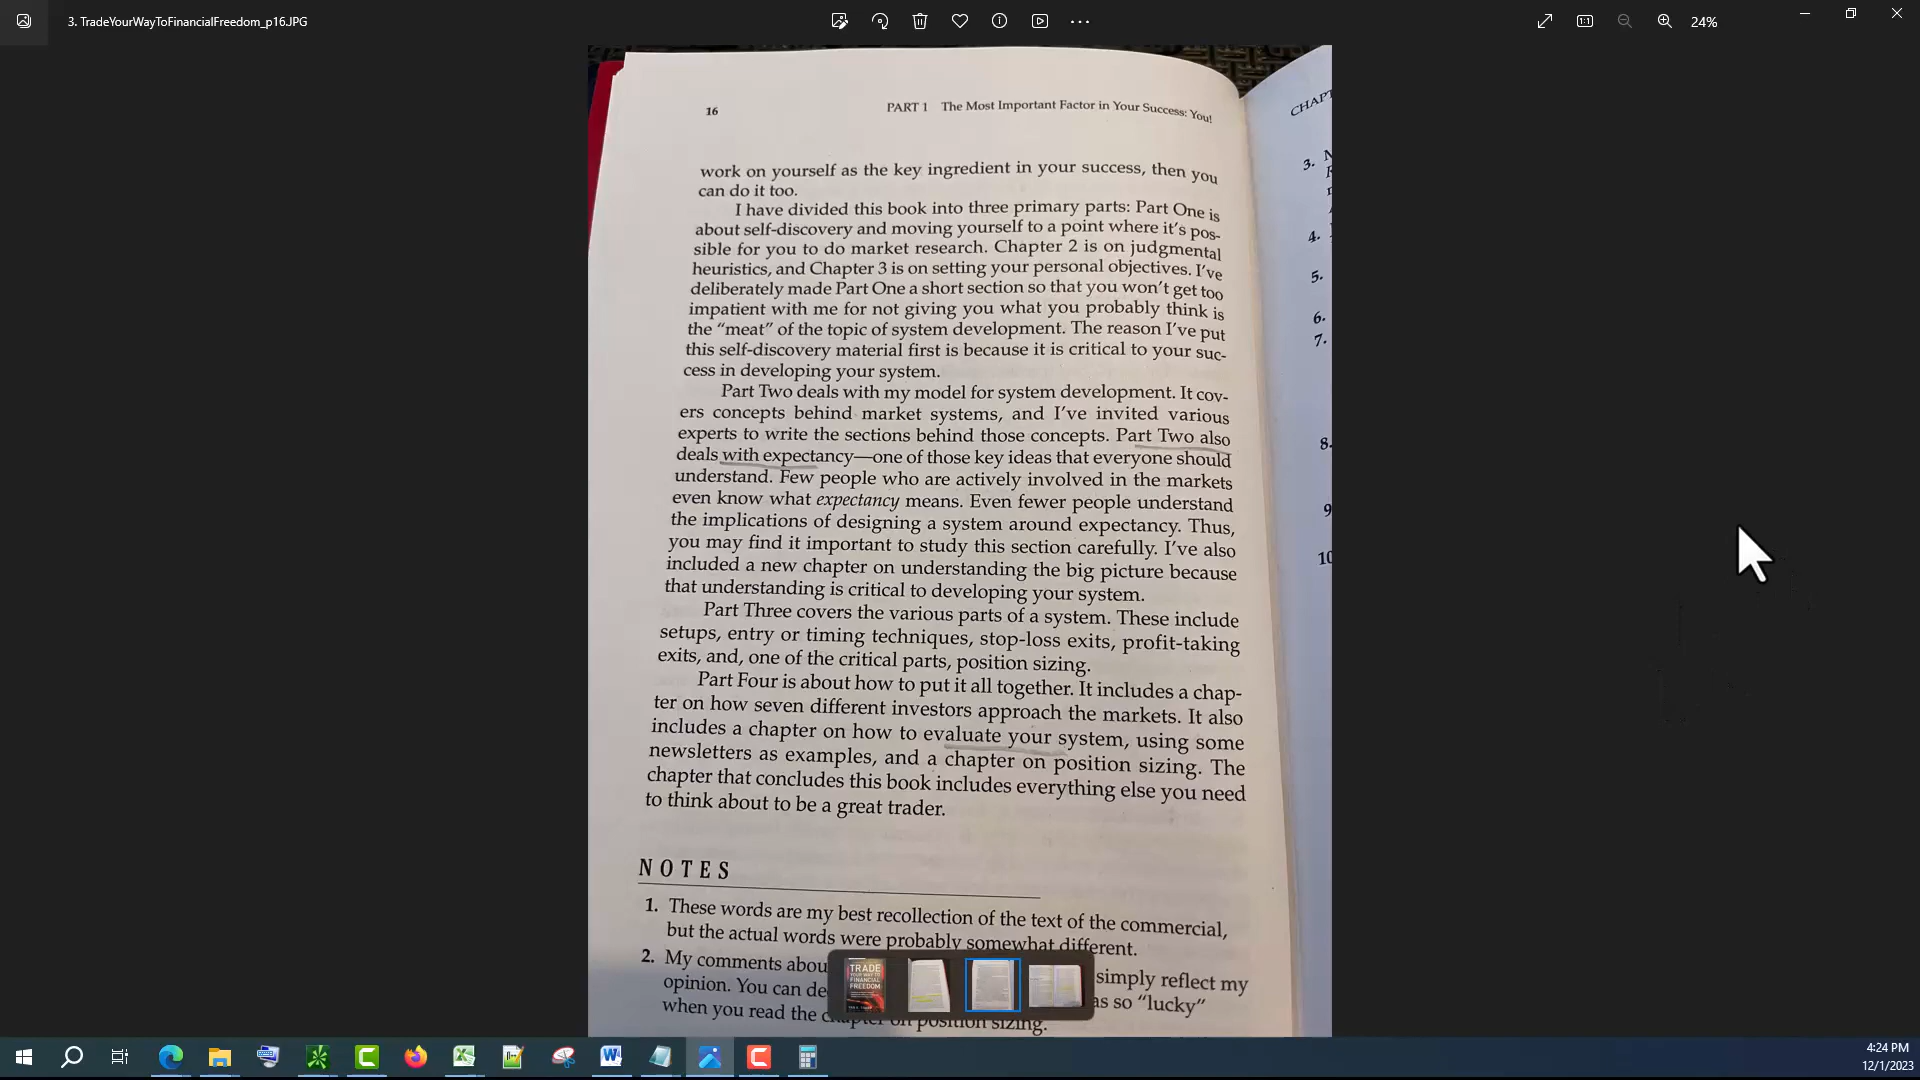 3. TradeYourWayToFinancialFreedom_p16.JPG
24%
16 PART 1 The Most Important Factor in Your Success: You!
work on yourself as the key ingredient in your success, then you
can do it too.
I have divided this book into three primary parts: Part One is
about self-discovery and moving yourself to a point where it's pos-
sible for you to do market research. Chapter 2 is on judgmental
heuristics, and Chapter 3 is on setting your personal objectives. I've
deliberately made Part One a short section so that you won't get too
impatient with me for not giving you what you probably think is
the “meat” of the topic of system development. The reason I've put
this self-discovery material first is because it is critical to your suc-
cess in developing your system.
Part Two deals with my model for system development. It cov-
ers concepts behind market systems, and I've invited various
experts to write the sections behind those concepts. Part Two also
deals with expectancy—one of those key ideas that everyone should
understand. Few people who are actively involved in the markets
even know what expectancy means. Even fewer people understand
the implications of designing a system around expectancy. Thus,
you may find it important to study this section carefully. I've also
included a new chapter on understanding the big picture because
that understanding is critical to developing your system.
Part Three covers the various parts of a system. These include
setups, entry or timing techniques, stop-loss exits, profit-taking
exits, and, one of the critical parts, position sizing.
Part Four is about how to put it all together. It includes a chap-
ter on how seven different investors approach the markets. It also
includes a chapter on how to evaluate your system, using some
newsletters as examples, and a chapter on position sizing. The
chapter that concludes this book includes everything else you need
to think about to be a great trader.
NOTES
1. These words are my best recollection of the text of the commercial,
but the actual words were probably somewhat different.
2. My comments abou simply reflect my
opinion. You can de as so “lucky”
when you read the chapter on position sizing.
CHAPT
3.
4.
5.
6.
7.
8.
9
10
TRADE
YOUR WAY TO
FINANCIAL
FREEDOM
4:24 PM
12/1/2023